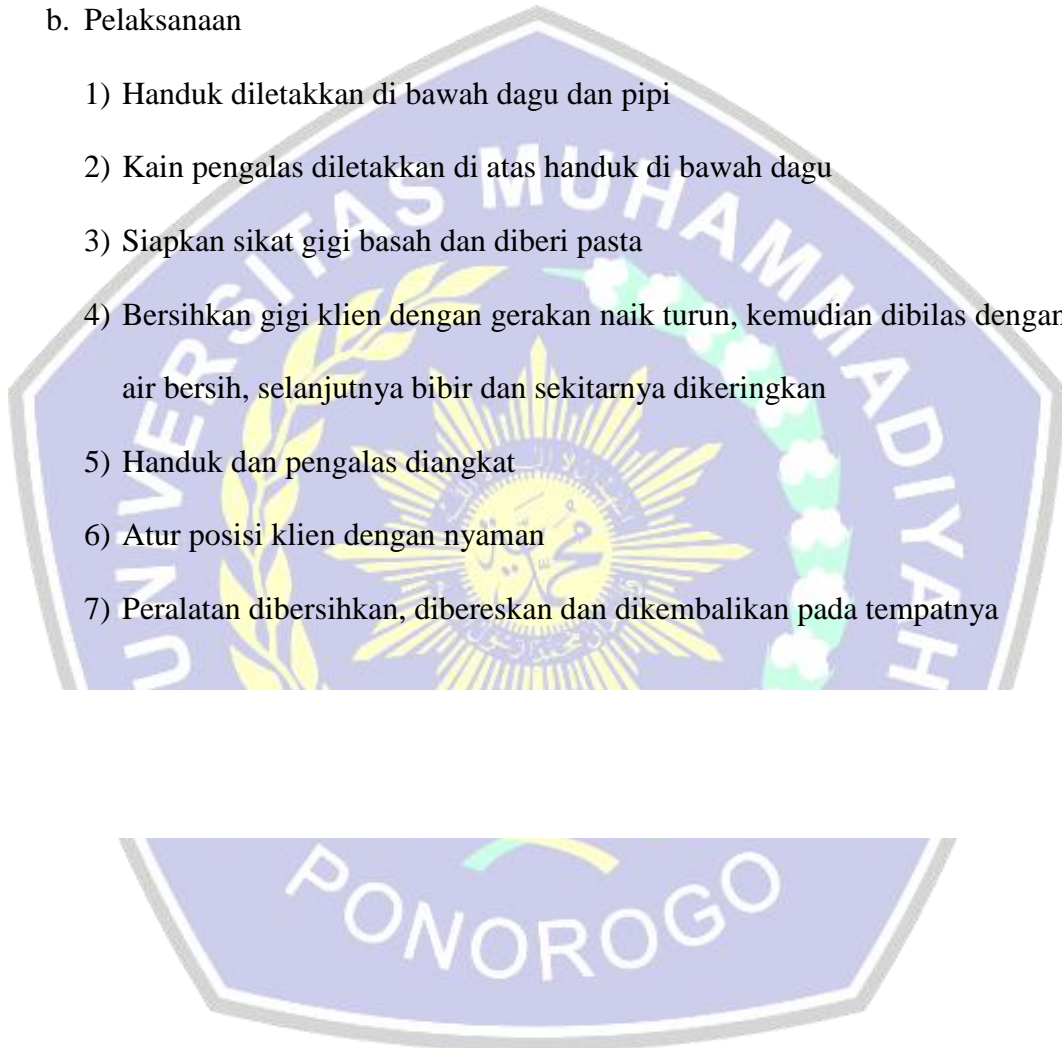 b. Pelaksanaan
1) Handuk diletakkan di bawah dagu dan pipi
2) Kain pengalas diletakkan di atas handuk di bawah dagu
3) Siapkan sikat gigi basah dan diberi pasta
4) Bersihkan gigi klien dengan gerakan naik turun, kemudian dibilas dengan
air bersih, selanjutnya bibir dan sekitarnya dikeringkan
5) Handuk dan pengalas diangkat
6) Atur posisi klien dengan nyaman
7) Peralatan dibersihkan, dibereskan dan dikembalikan pada tempatnya
UNIVERSITAS MUHAMMADIYAH
PONOROGO